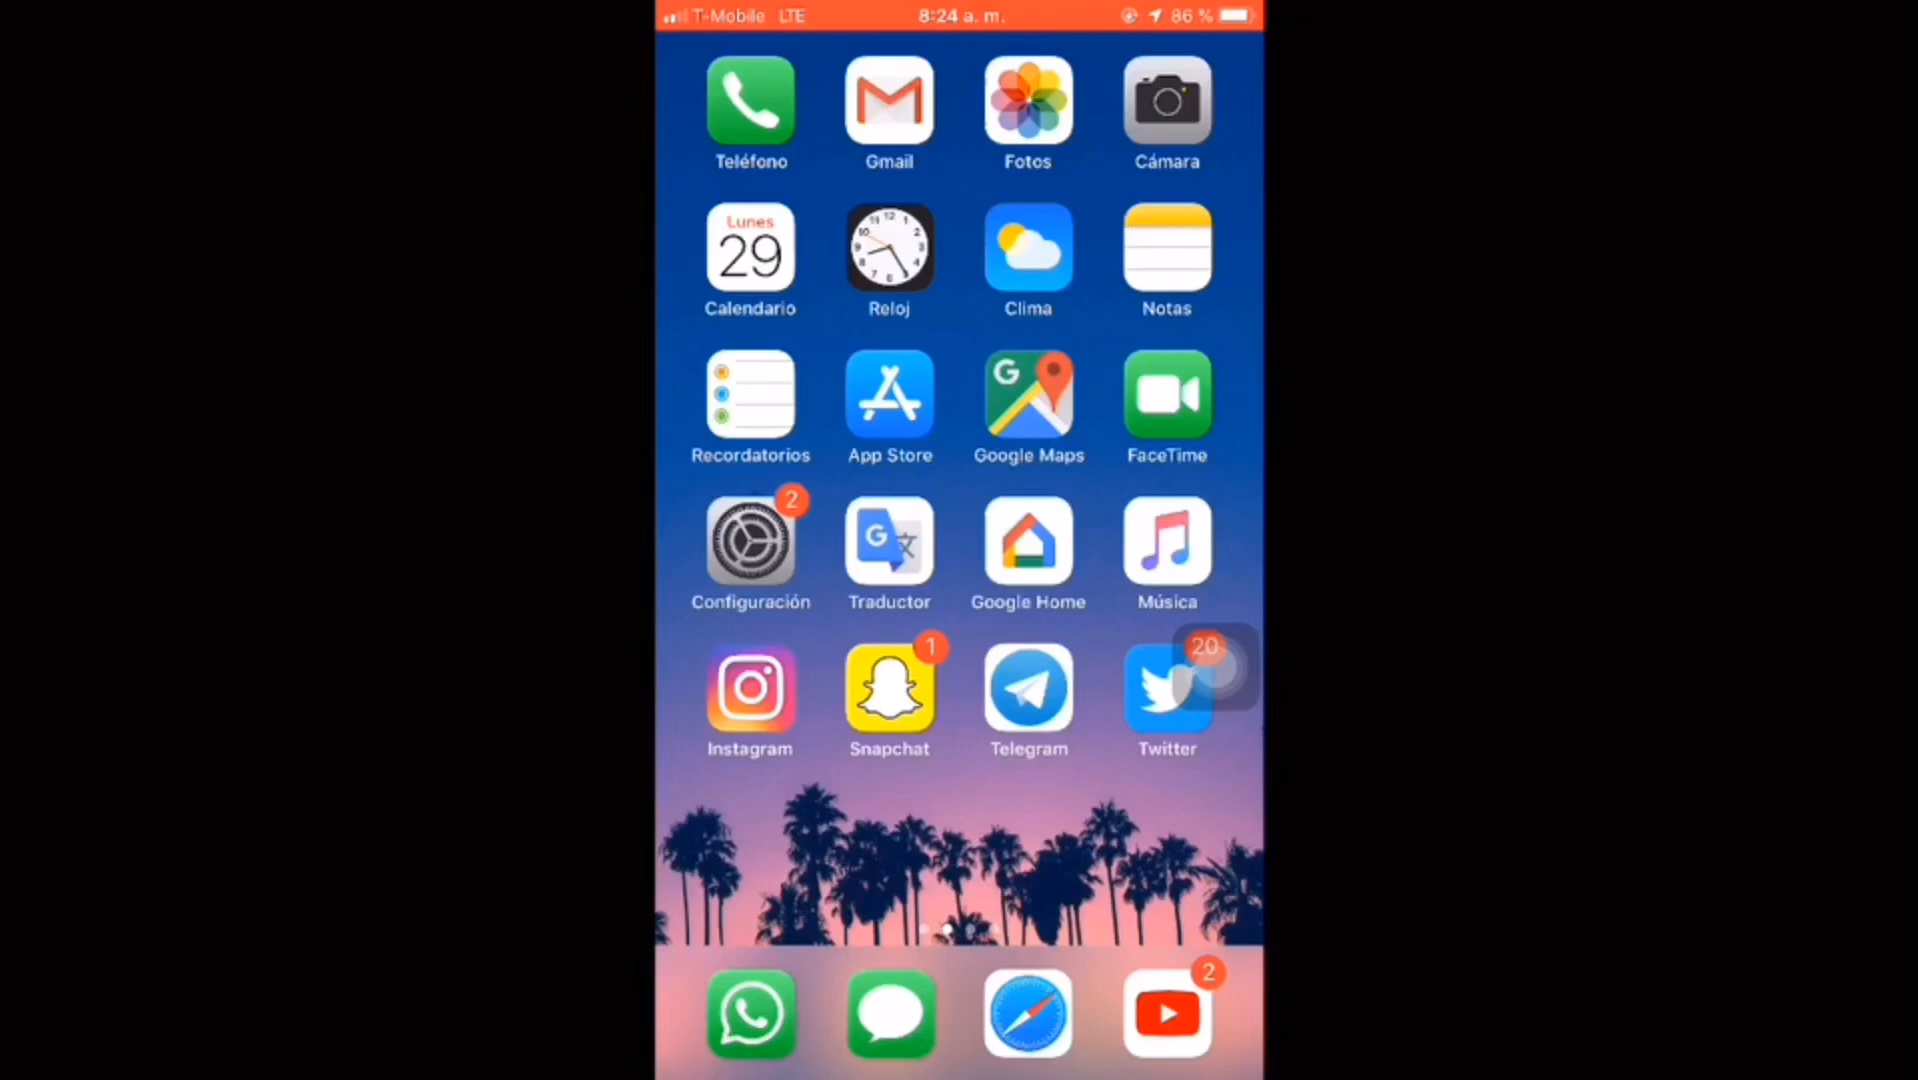 T-Mobile LTE 8:24 a. m. 86 %
Teléfono Gmail Fotos Cámara
Lunes
29
Calendario Reloj Clima Notas
Recordatorios App Store Google Maps FaceTime
2
Configuración Traductor Google Home Música
1 20
Instagram Snapchat Telegram Twitter
2